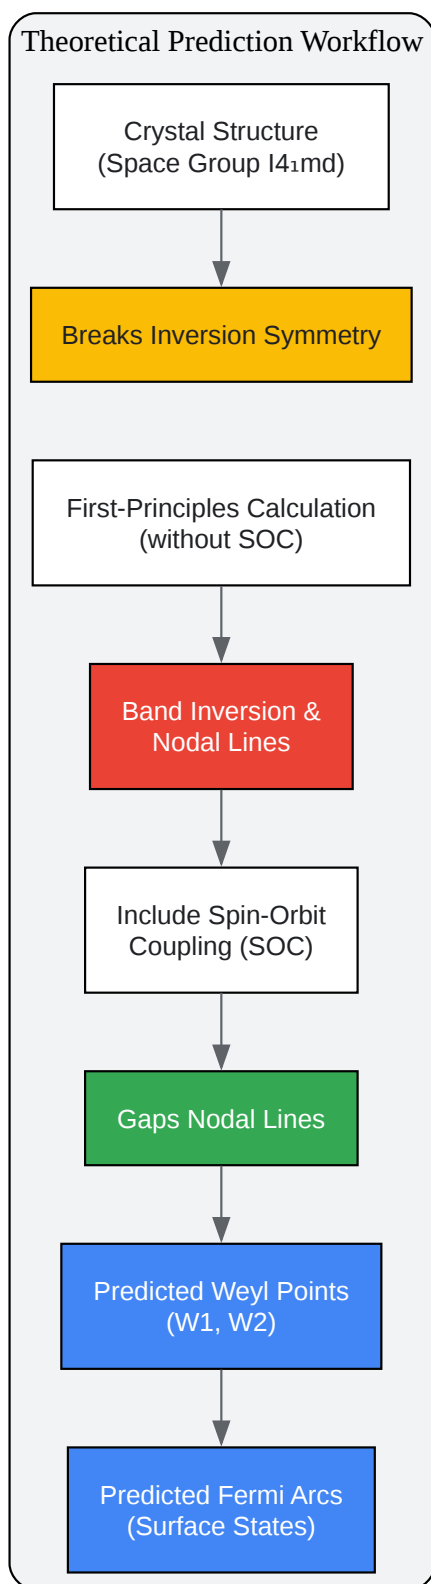 Theoretical Prediction Workflow
Crystal Structure
(Space Group I4₁md)
Breaks Inversion Symmetry
First-Principles Calculation
(without SOC)
Band Inversion &
Nodal Lines
Include Spin-Orbit
Coupling (SOC)
Gaps Nodal Lines
Predicted Weyl Points
(W1, W2)
Predicted Fermi Arcs
(Surface States)